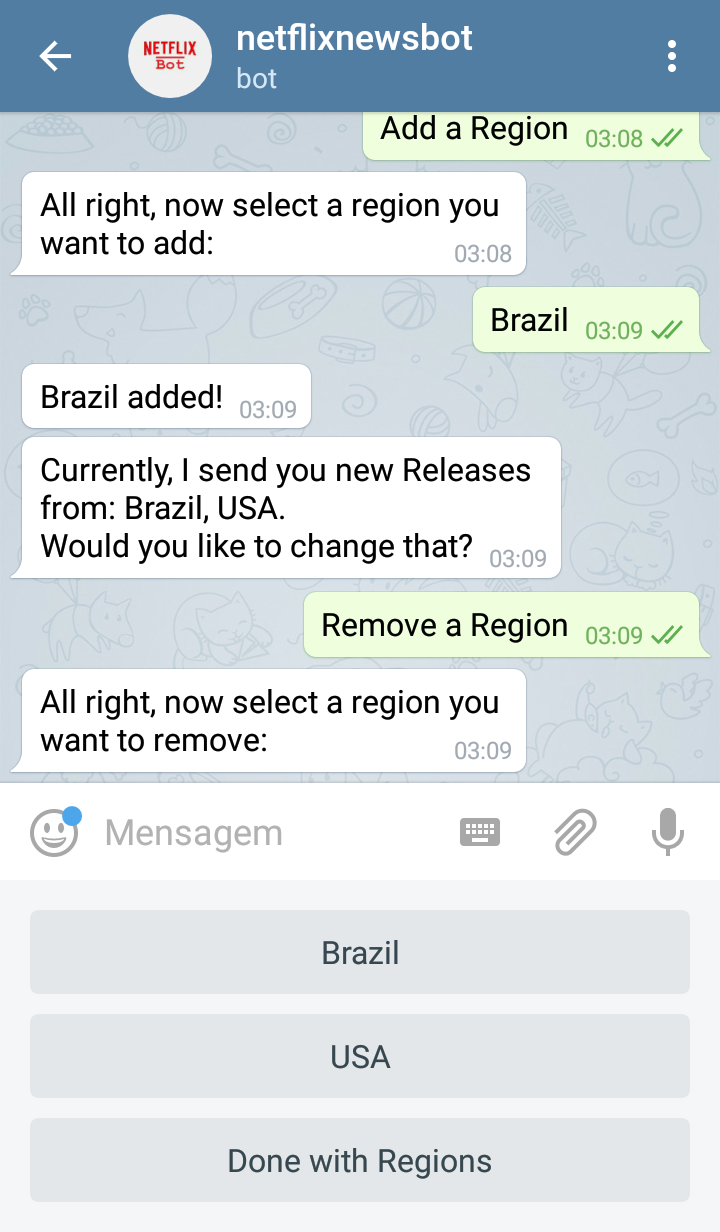 netflixnewsbot
NETFLIX
Bot
bot
Add a Region 03:08
All right, now select a region you
want to add: 03:08
Brazil 03:09
Brazil added! 03:09
Currently, I send you new Releases
from: Brazil, USA.
Would you like to change that? 03:09
Remove a Region 03:09
All right, now select a region you
want to remove: 03:09
Mensagem
Brazil
USA
Done with Regions